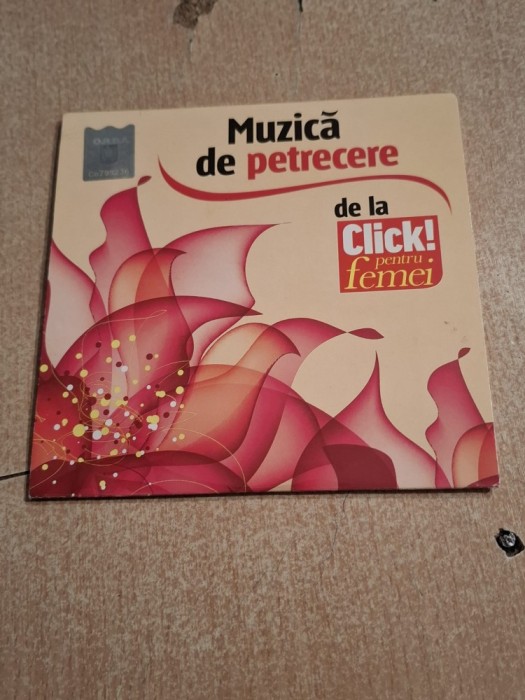 Muzică
de petrecere
de la
Click!
pentru
femei